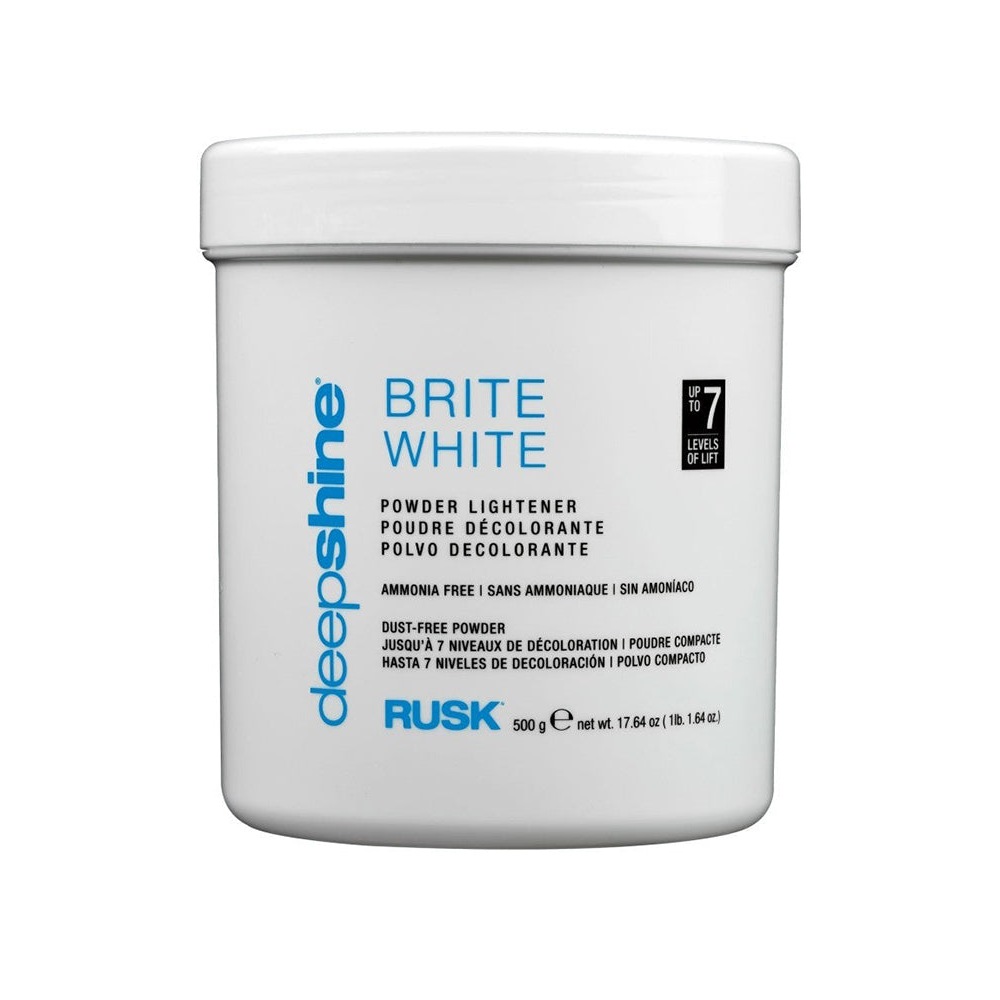 deepshine®
BRITE
WHITE
UP
TO 7
LEVELS
OF LIFT
POWDER LIGHTENER
POUDRE DÉCOLORANTE
POLVO DECOLORANTE
AMMONIA FREE | SANS AMMONIAQUE | SIN AMONÍACO
DUST-FREE POWDER
JUSQU'À 7 NIVEAUX DE DÉCOLORATION | POUDRE COMPACTE
HASTA 7 NIVELES DE DECOLORACIÓN | POLVO COMPACTO
RUSK 500 g ℮ net wt. 17.64 oz ( 1lb. 1.64 oz.)